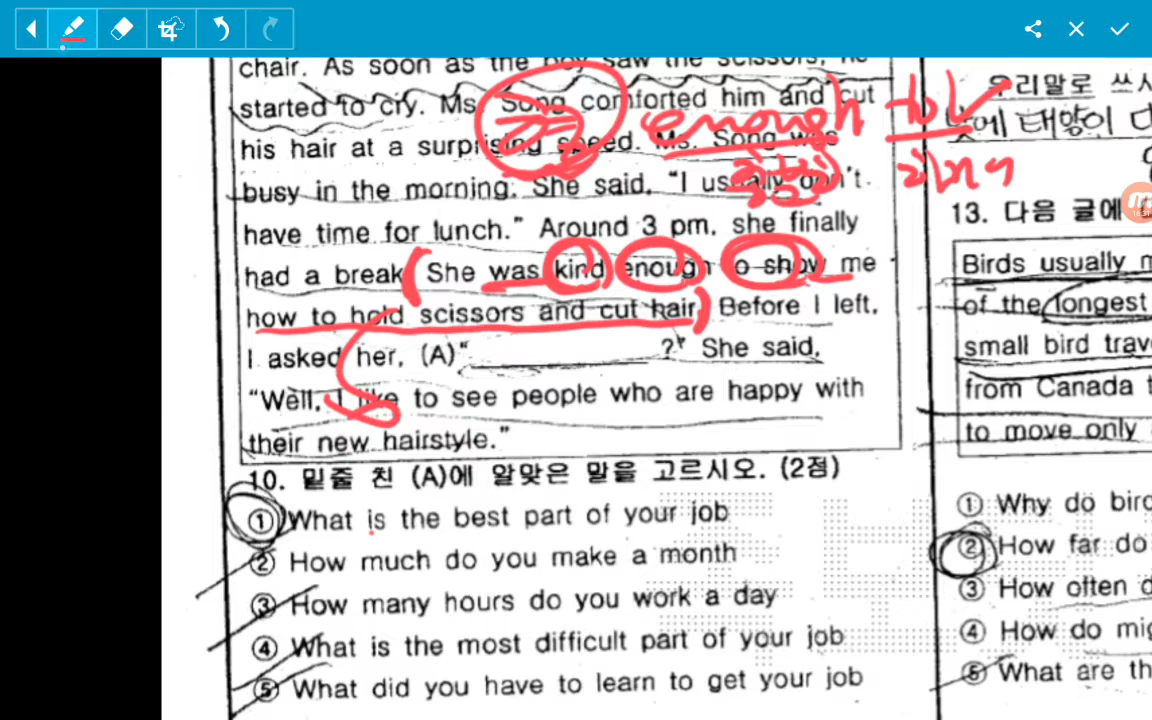 chair. As soon as the boy saw the scissors, he
started to cry. Ms. Song comforted him and cut
his hair at a surprising speed. Ms. Song was
busy in the morning. She said, "I usually don't
have time for lunch." Around 3 pm, she finally
had a break. She was kind enough to show me
how to hold scissors and cut hair. Before I left,
I asked her, (A)" ?" She said,
"Well, I like to see people who are happy with
their new hairstyle."
10. 밑줄 친 (A)에 알맞은 말을 고르시오. (2점)
① What is the best part of your job
② How much do you make a month
③ How many hours do you work a day
④ What is the most difficult part of your job
⑤ What did you have to learn to get your job
enough
우리말로 쓰시
태양이
13. 다음 글에
Birds usually m
of the longest
small bird trave
from Canada t
to move only
① Why do bird
② How far do
③ How often d
④ How do mig
⑤ What are th